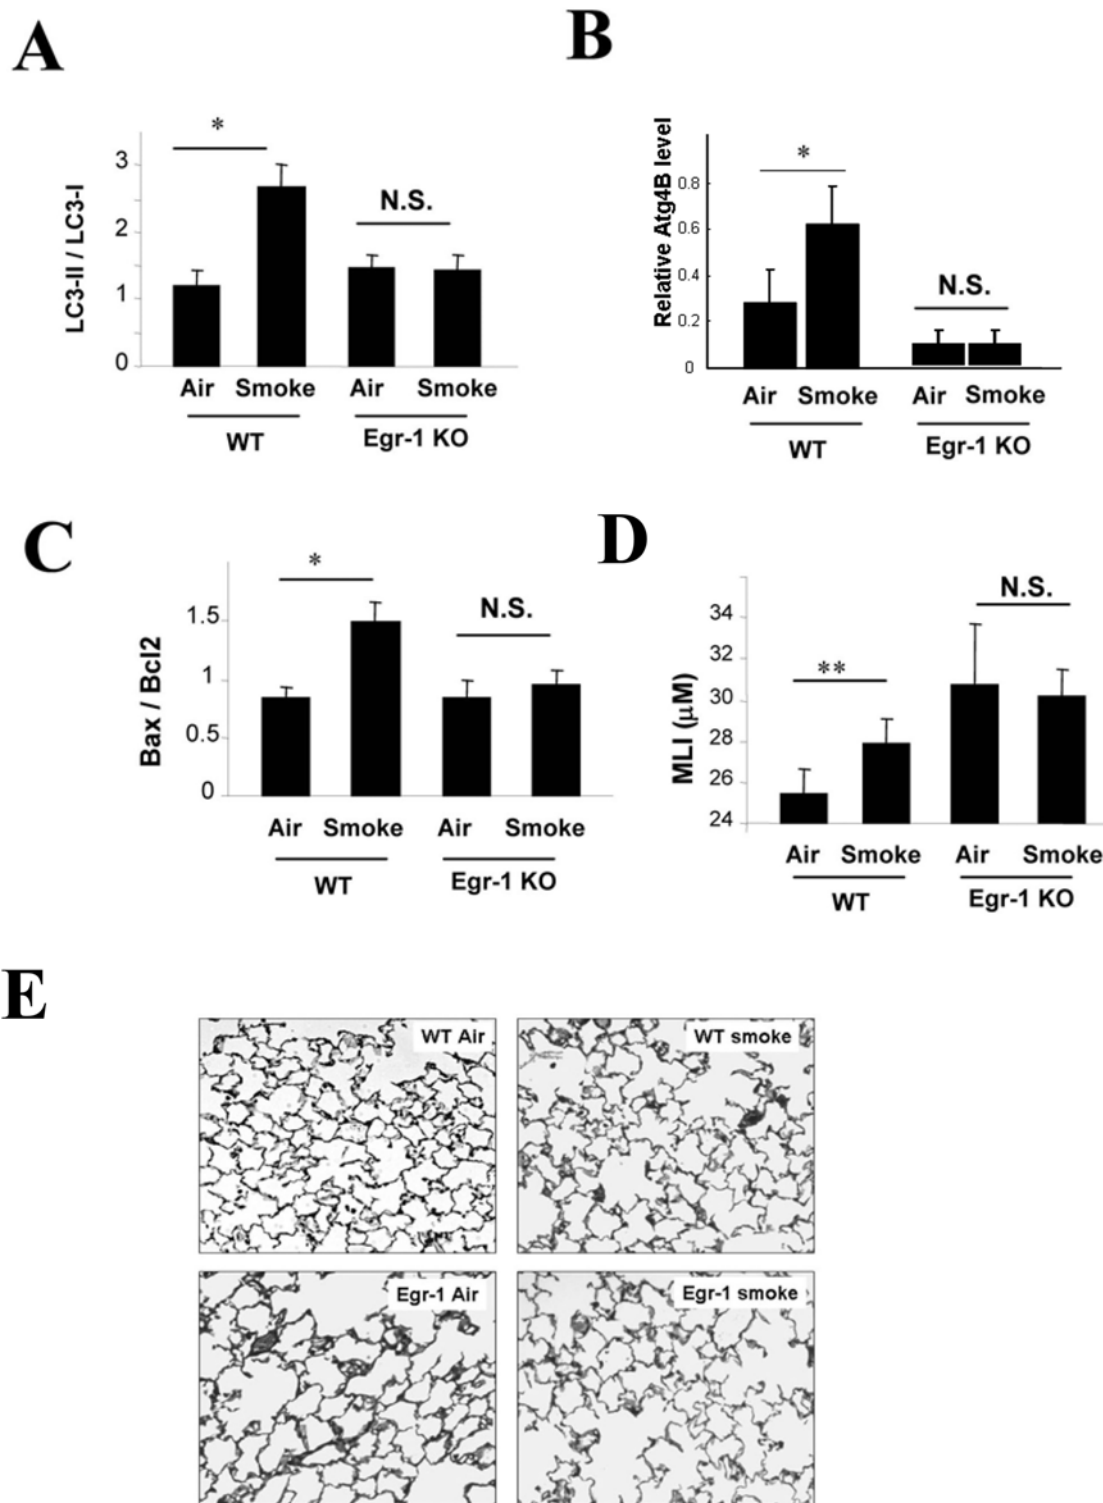 A
*
LC3-II / LC3-I
3
2
1
0
N.S.
Air Smoke Air Smoke
WT Egr-1 KO
B
*
Relative Atg4B level
0.8
0.6
0.4
0.2
0
N.S.
Air Smoke Air Smoke
WT Egr-1 KO
C
*
Bax / Bcl2
1.5
1
0.5
0
N.S.
Air Smoke Air Smoke
WT Egr-1 KO
D
**
MLI (μM)
34
32
30
28
26
24
N.S.
Air Smoke Air Smoke
WT Egr-1 KO
E
WT Air
WT smoke
Egr-1 Air
Egr-1 smoke